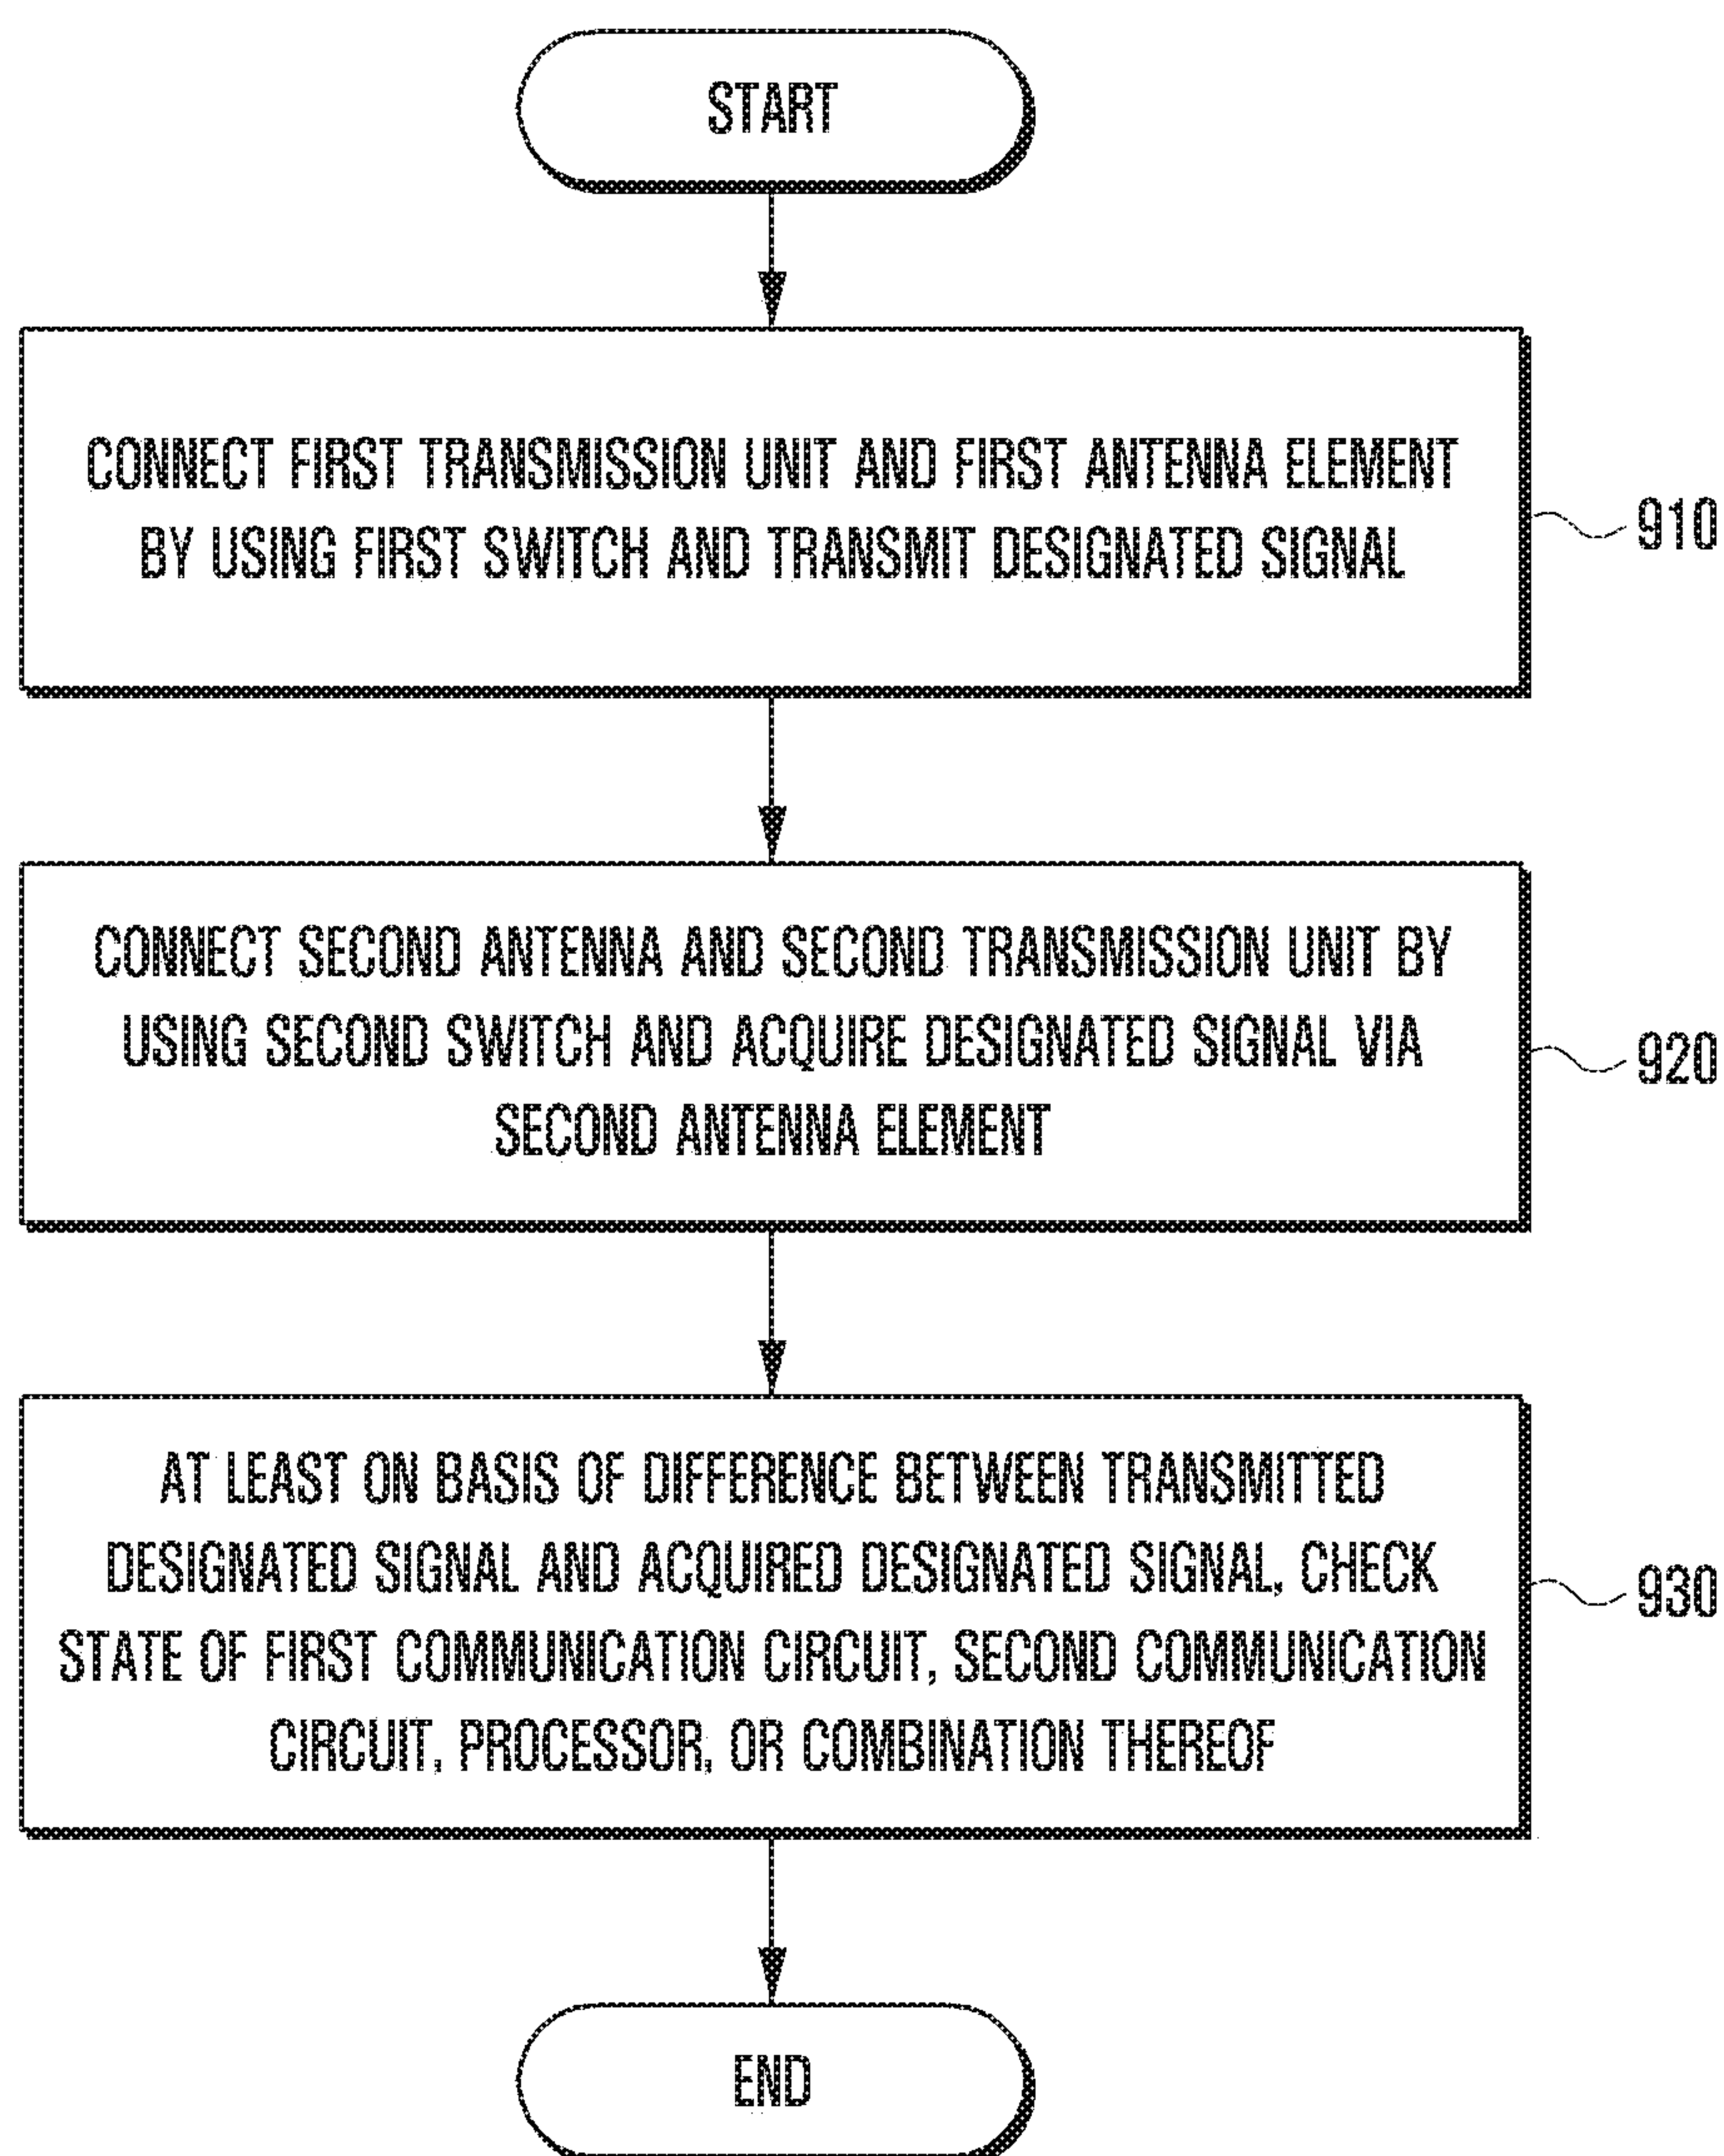 START
CONNECT FIRST TRANSMISSION UNIT AND FIRST ANTENNA ELEMENT
BY USING FIRST SWITCH AND TRANSMIT DESIGNATED SIGNAL
910
CONNECT SECOND ANTENNA AND SECOND TRANSMISSION UNIT BY
USING SECOND SWITCH AND ACQUIRE DESIGNATED SIGNAL VIA
SECOND ANTENNA ELEMENT
920
AT LEAST ON BASIS OF DIFFERENCE BETWEEN TRANSMITTED
DESIGNATED SIGNAL AND ACQUIRED DESIGNATED SIGNAL, CHECK
STATE OF FIRST COMMUNICATION CIRCUIT, SECOND COMMUNICATION
CIRCUIT, PROCESSOR, OR COMBINATION THEREOF
930
END